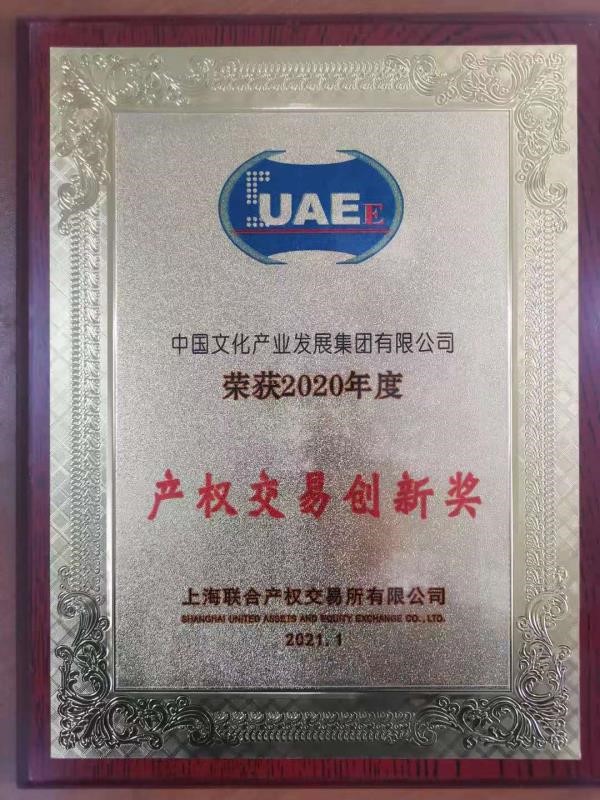 SUAEE
中国文化产业发展集团有限公司
荣获2020年度
产权交易创新奖
上海联合产权交易所有限公司
SHANGHAI UNITED ASSETS AND EQUITY EXCHANGE CO., LTD.
2021.1